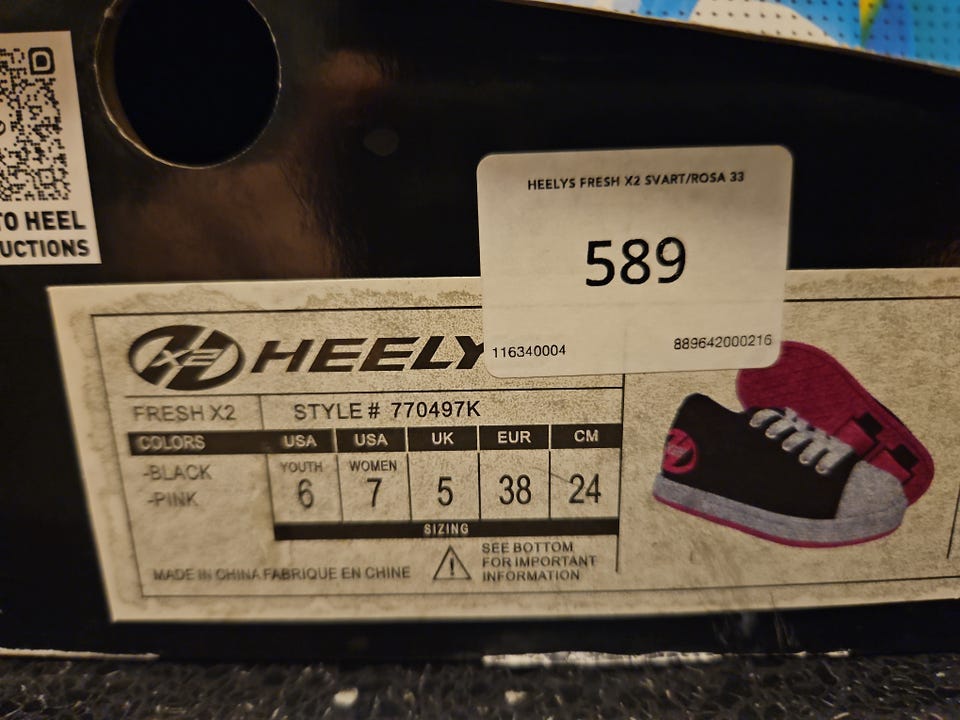 TO HEEL
UCTIONS
HEELYS FRESH X2 SVART/ROSA 33
589
116340004
889642000216
X2 HEELY
FRESH X2
STYLE # 770497K
COLORS USA USA UK EUR CM
-BLACK
-PINK
YOUTH WOMEN
6 7 5 38 24
SIZING
MADE IN CHINA FABRIQUE EN CHINE
SEE BOTTOM
FOR IMPORTANT
INFORMATION